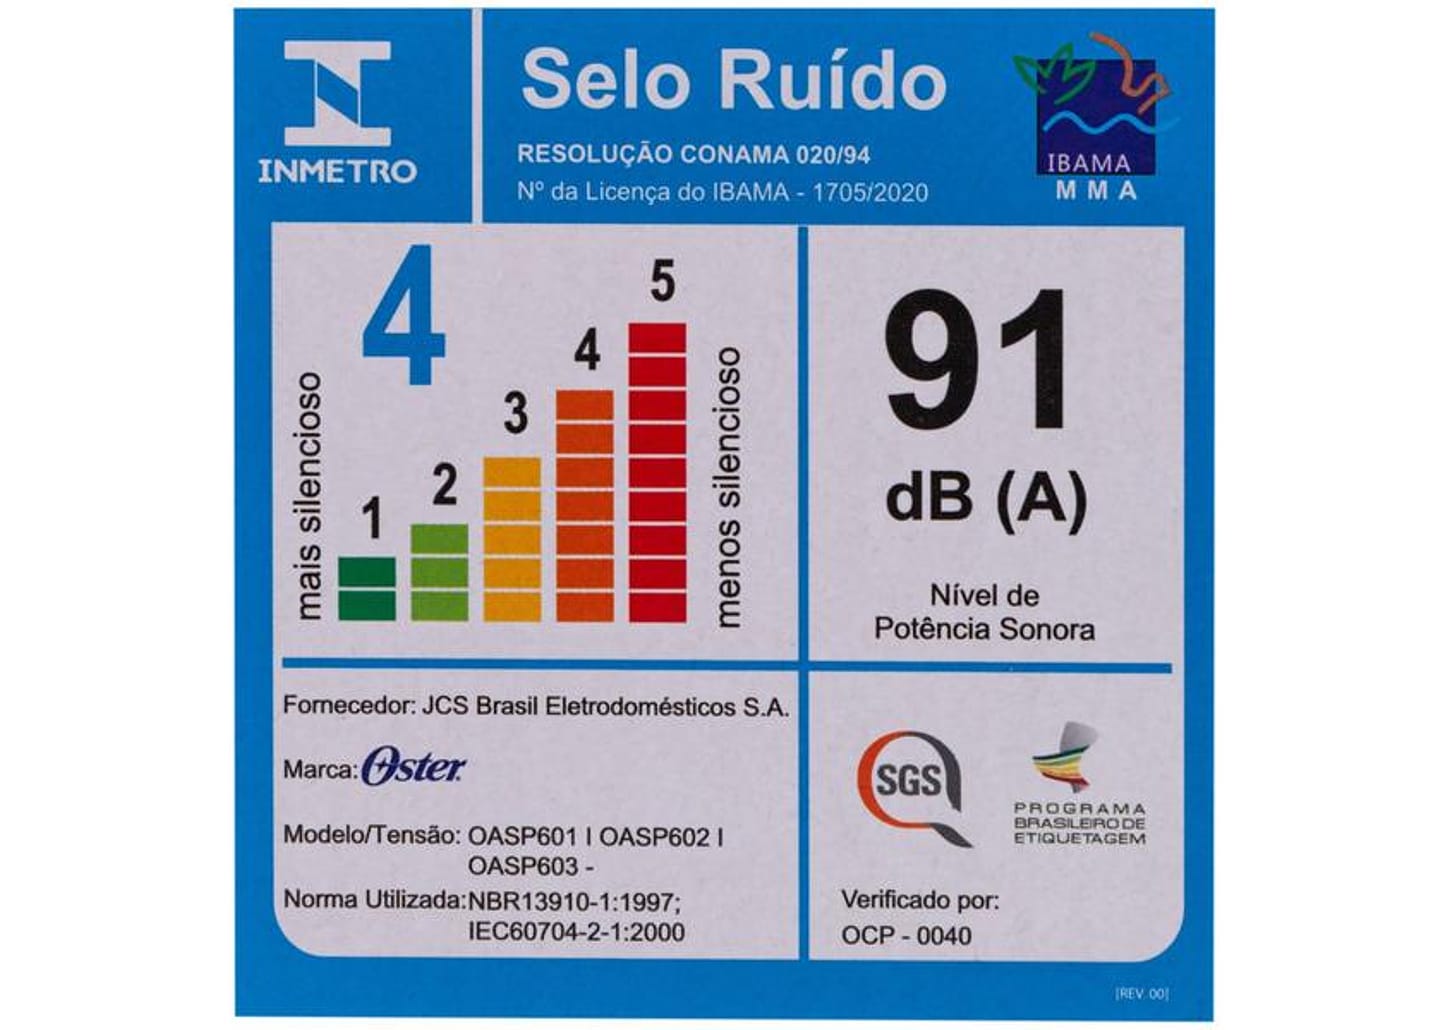 INMETRO
Selo Ruído
RESOLUÇÃO CONAMA 020/94
Nº da Licença do IBAMA - 1705/2020
IBAMA
MMA
4
mais silencioso
1
2
3
4
5
menos silencioso
91
dB (A)
Nível de
Potência Sonora
Fornecedor: JCS Brasil Eletrodomésticos S.A.
Marca: Oster
Modelo/Tensão: OASP601 I OASP602 I
OASP603 -
Norma Utilizada: NBR13910-1:1997;
IEC60704-2-1:2000
SGS
PROGRAMA
BRASILEIRO DE
ETIQUETAGEM
Verificado por:
OCP - 0040
[REV 00]